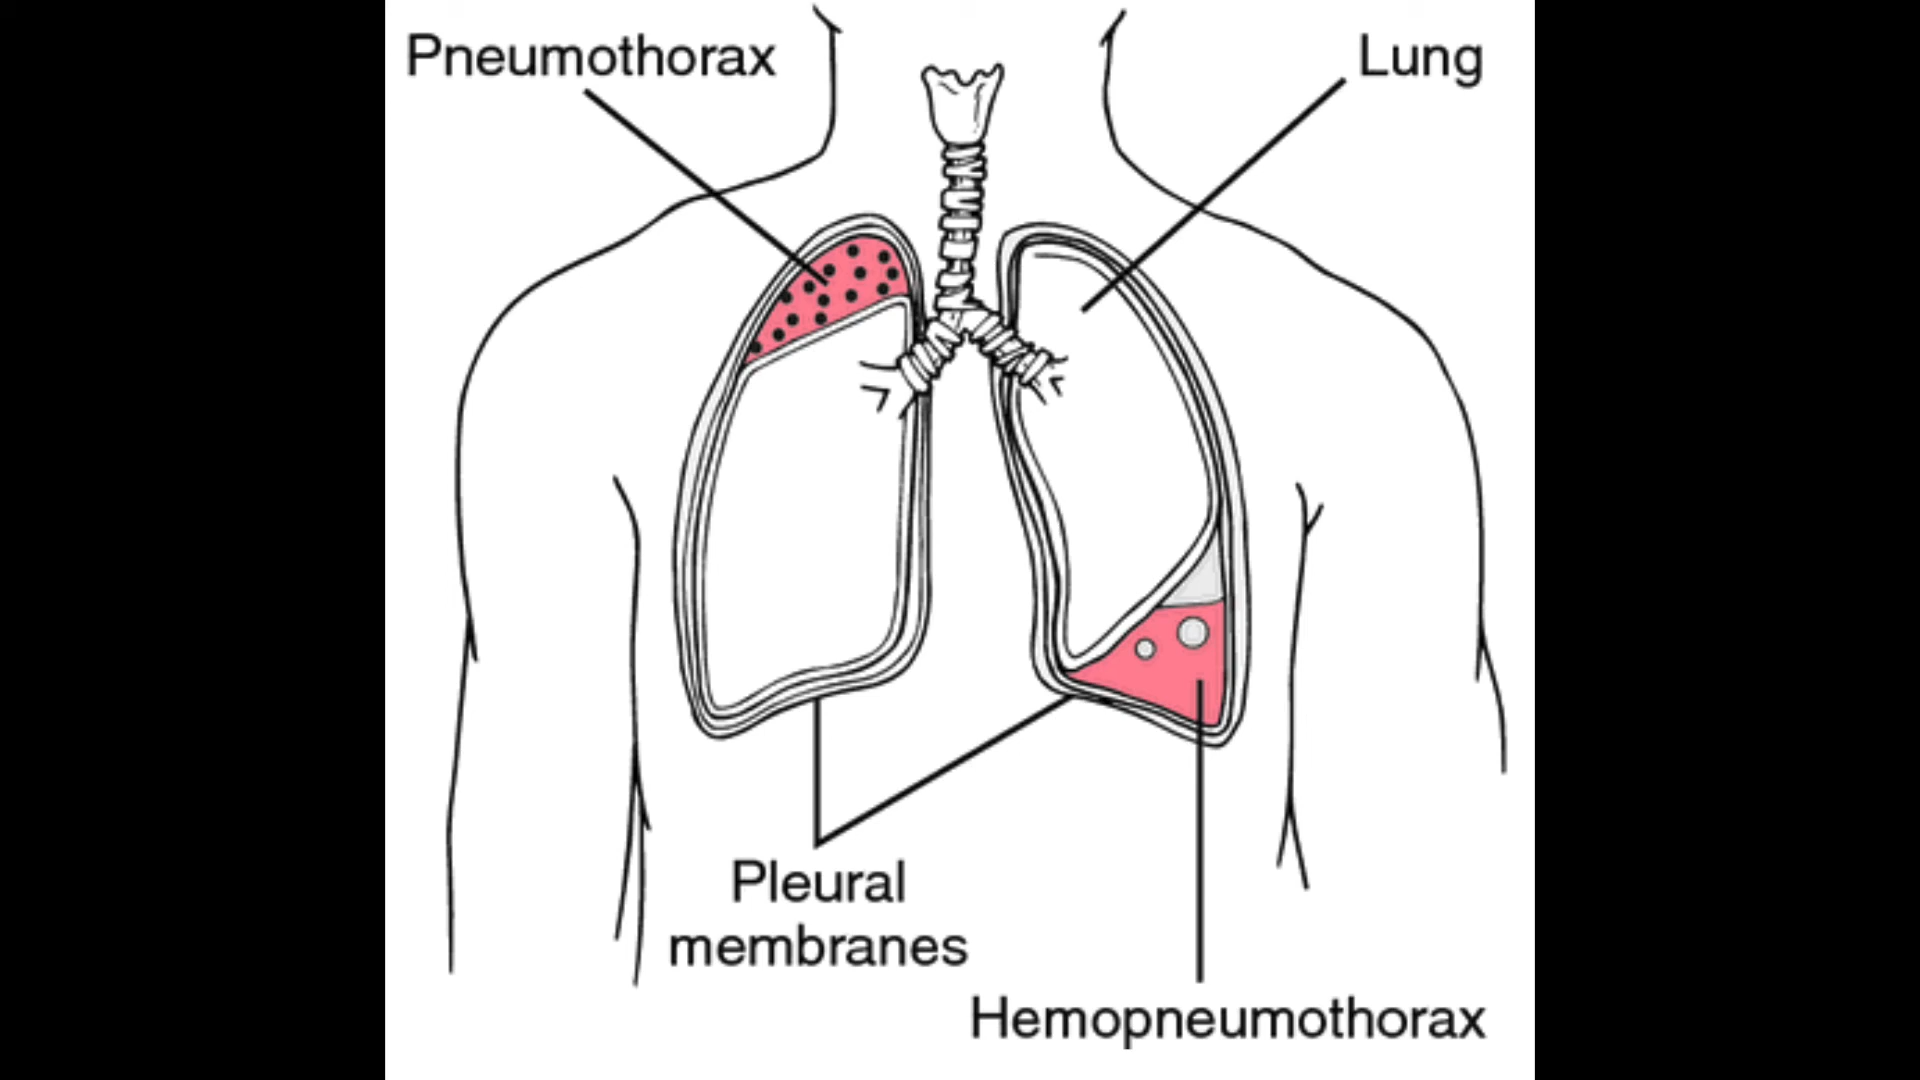 Pneumothorax
Lung
Pleural
membranes
Hemopneumothorax